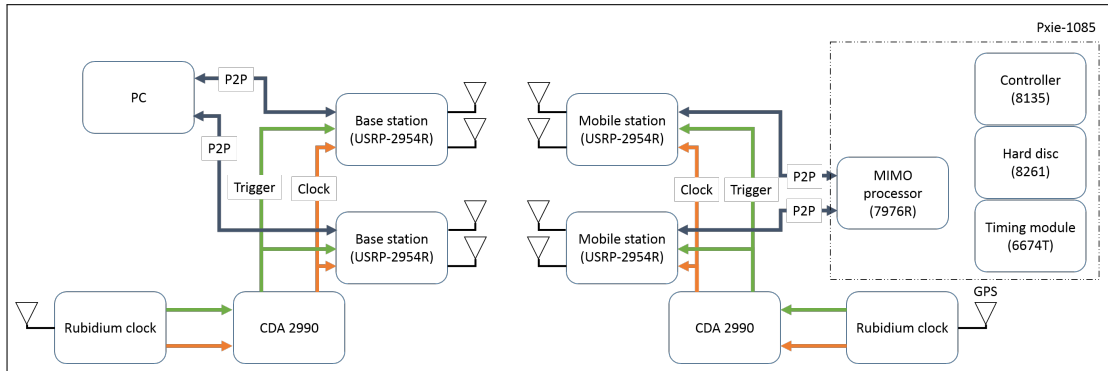 Pxie-1085
PC
P2P
P2P
Base station
(USRP-2954R)
Trigger
Clock
Base station
(USRP-2954R)
Rubidium clock
CDA 2990
Mobile station
(USRP-2954R)
Clock
Trigger
Mobile station
(USRP-2954R)
P2P
P2P
MIMO
processor
(7976R)
Controller
(8135)
Hard disc
(8261)
Timing module
(6674T)
CDA 2990
Rubidium clock
GPS